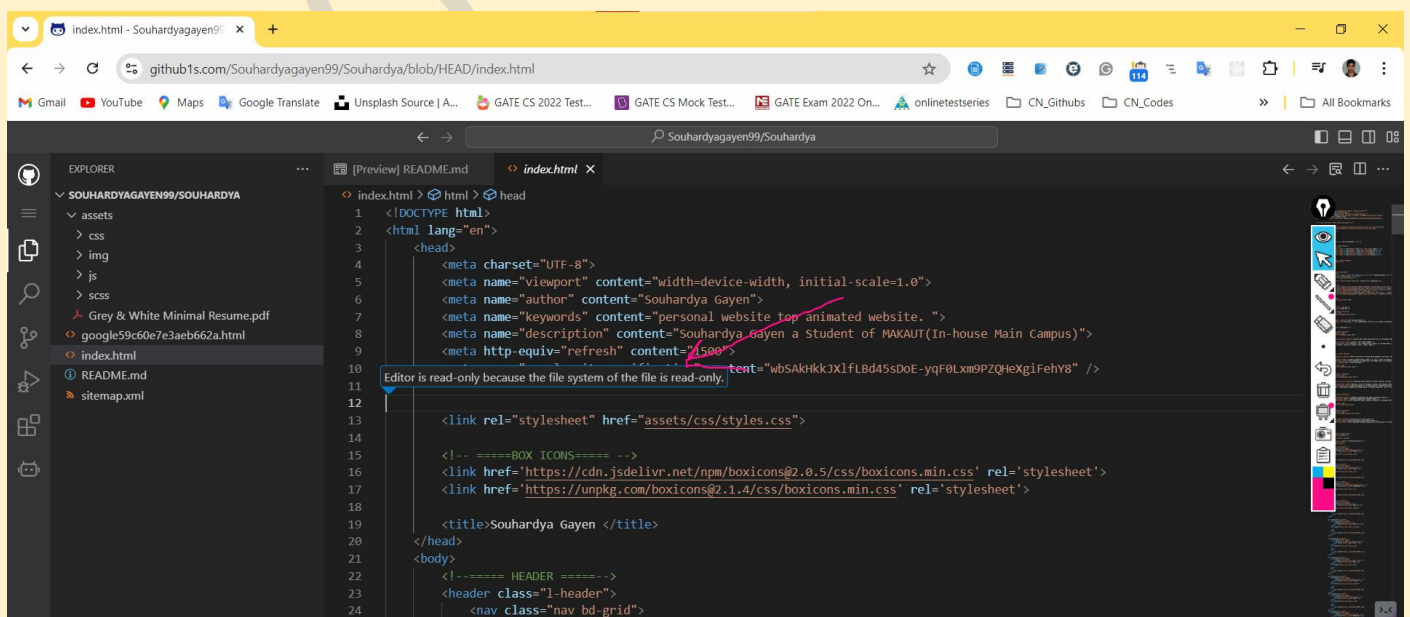 index.html - Souhardyagayen99
github1s.com/Souhardyagayen99/Souhardya/blob/HEAD/index.html
114
Gmail YouTube Maps Google Translate Unsplash Source | A... GATE CS 2022 Test... GATE CS Mock Test... GATE Exam 2022 On... onlinetestseries CN_Githubs CN_Codes » All Bookmarks
Souhardyagayen99/Souhardya
EXPLORER
SOUHARDYAGAYEN99/SOUHARDYA
assets
css
img
js
scss
Grey & White Minimal Resume.pdf
google59c60e7e3aeb662a.html
index.html
README.md
sitemap.xml
[Preview] README.md index.html
index.html > html > head
1 <!DOCTYPE html>
2 <html lang="en">
3 <head>
4 <meta charset="UTF-8">
5 <meta name="viewport" content="width=device-width, initial-scale=1.0">
6 <meta name="author" content="Souhardya Gayen">
7 <meta name="keywords" content="personal website top animated website. ">
8 <meta name="description" content="Souhardya Gayen a Student of MAKAUT(In-house Main Campus)">
9 <meta http-equiv="refresh" content="1500">
10 tent="wbSAkHkkJXlfLBd45sDoE-yqF0Lxm9PZQHeXgiFehY8" />
Editor is read-only because the file system of the file is read-only.
11
12
13 <link rel="stylesheet" href="assets/css/styles.css">
14
15 <!-- =====BOX ICONS===== -->
16 <link href='https://cdn.jsdelivr.net/npm/boxicons@2.0.5/css/boxicons.min.css' rel='stylesheet'>
17 <link href='https://unpkg.com/boxicons@2.1.4/css/boxicons.min.css' rel='stylesheet'>
18
19 <title>Souhardya Gayen </title>
20 </head>
21 <body>
22 <!--===== HEADER =====-->
23 <header class="l-header">
24 <nav class="nav bd-grid">